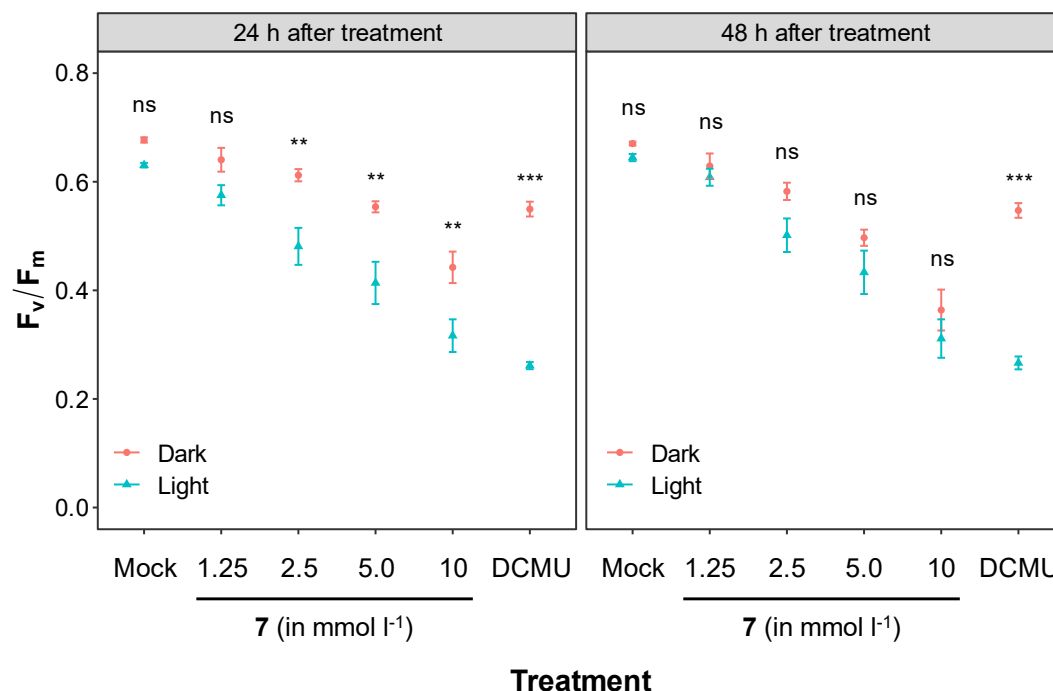 24 h after treatment
48 h after treatment
0.8
0.6
0.4
0.2
0.0
Fv/Fm
ns
ns
**
**
**
***
ns
ns
ns
ns
ns
***
Dark
Light
Dark
Light
Mock 1.25 2.5 5.0 10 DCMU
Mock 1.25 2.5 5.0 10 DCMU
7 (in mmol l-1)
7 (in mmol l-1)
Treatment